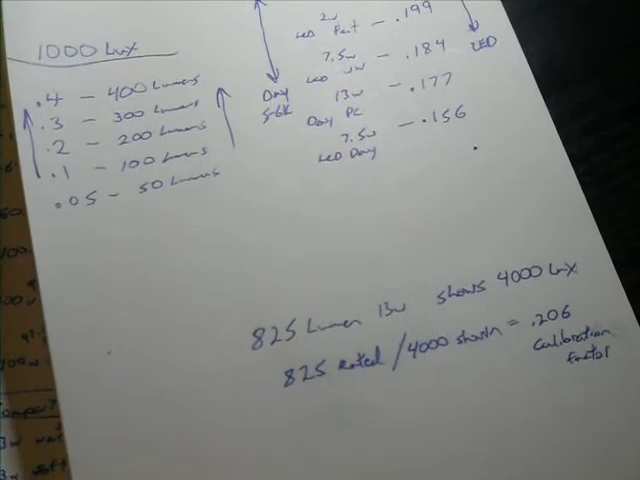 1000 Lux
.4 - 400 Lumens
.3 - 300 Lumens
.2 - 200 Lumens
.1 - 100 Lumens
.05 - 50 Lumens
Day
5-6K
2w - .199
LED
7.5w - .184
LED WW
13w - .177
Day PC
7.5w - .156
LED Day
LED
825 Lumen 13w shows 4000 Lux
825 Rated / 4000 shown = .206
Calibration
factor